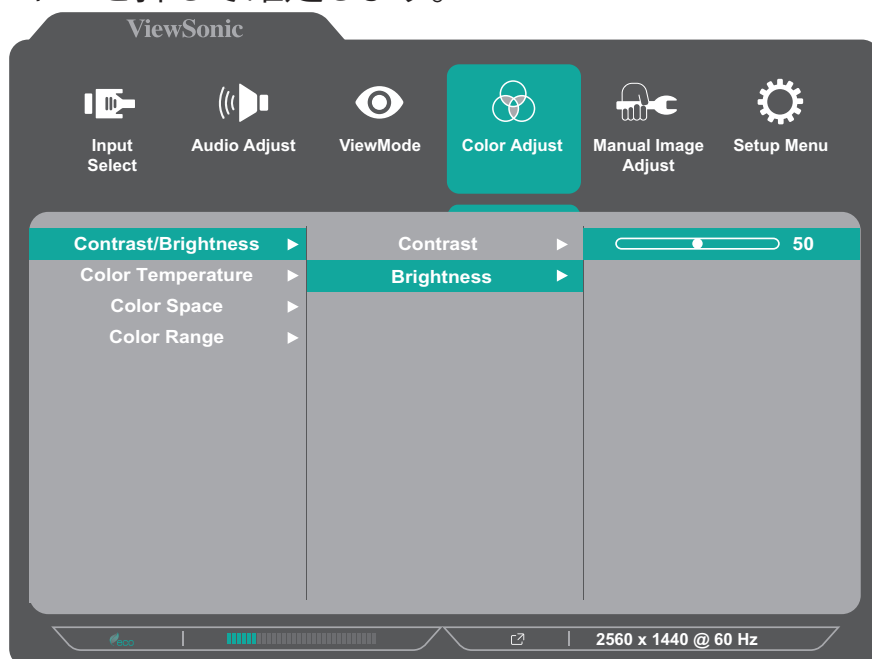 ViewSonic
Input
Select
Audio Adjust
ViewMode
Color Adjust
Manual Image
Adjust
Setup Menu
Contrast/Brightness
Contrast
50
Color Temperature
Brightness
Color Space
Color Range
eco
2560 x 1440 @ 60 Hz